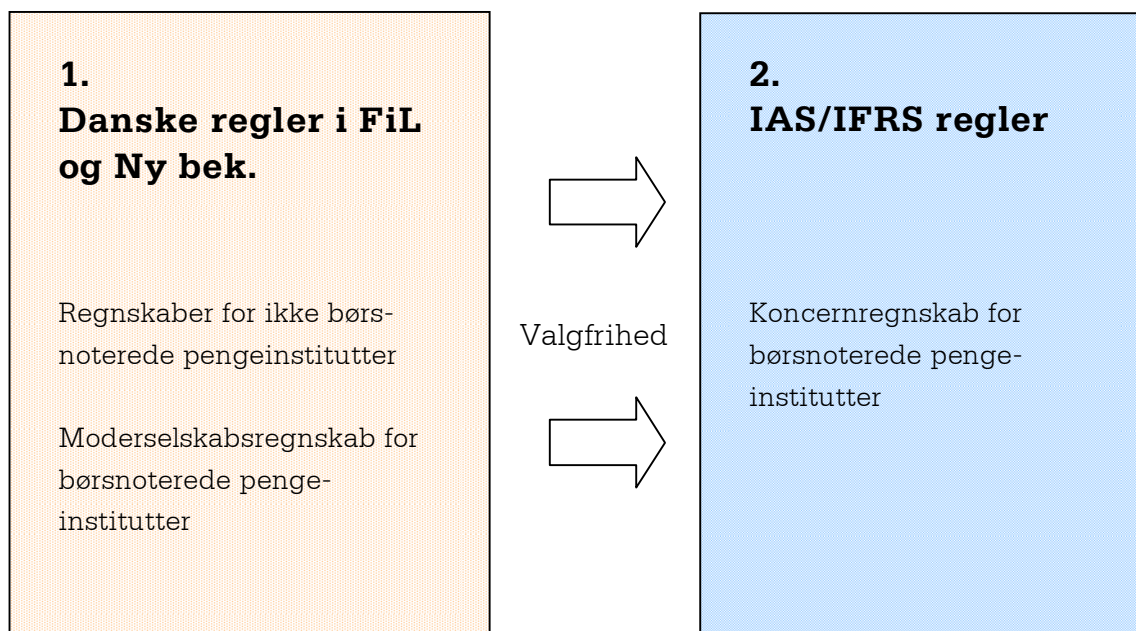 1.
Danske regler i FiL
og Ny bek.
Regnskaber for ikke børs-
noterede pengeinstitutter
Moderselskabsregnskab for
børsnoterede penge-
institutter
Valgfrihed
2.
IAS/IFRS regler
Koncernregnskab for
børsnoterede penge-
institutter